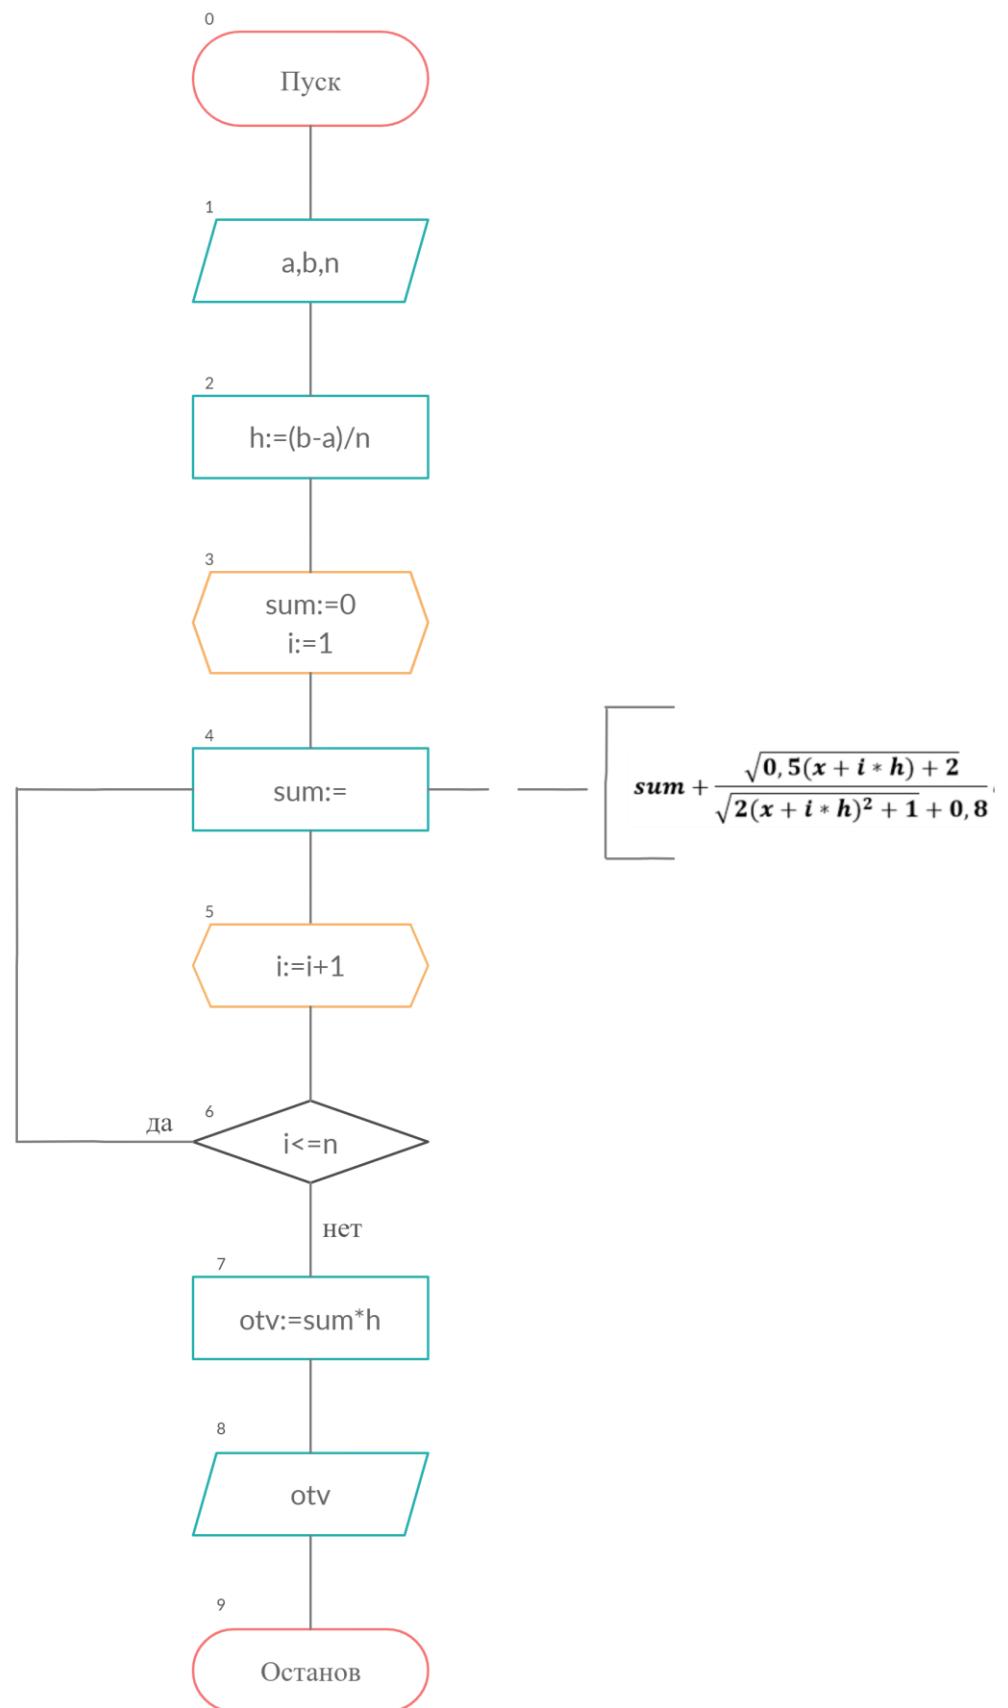 0
Пуск
1
a,b,n
2
h:=(b-a)/n
3
sum:=0
i:=1
4
sum:=
sum + √0,5(x + i * h) + 2 / √2(x + i * h)² + 1 + 0,8
5
i:=i+1
6
да
i<=n
нет
7
otv:=sum*h
8
otv
9
Останов